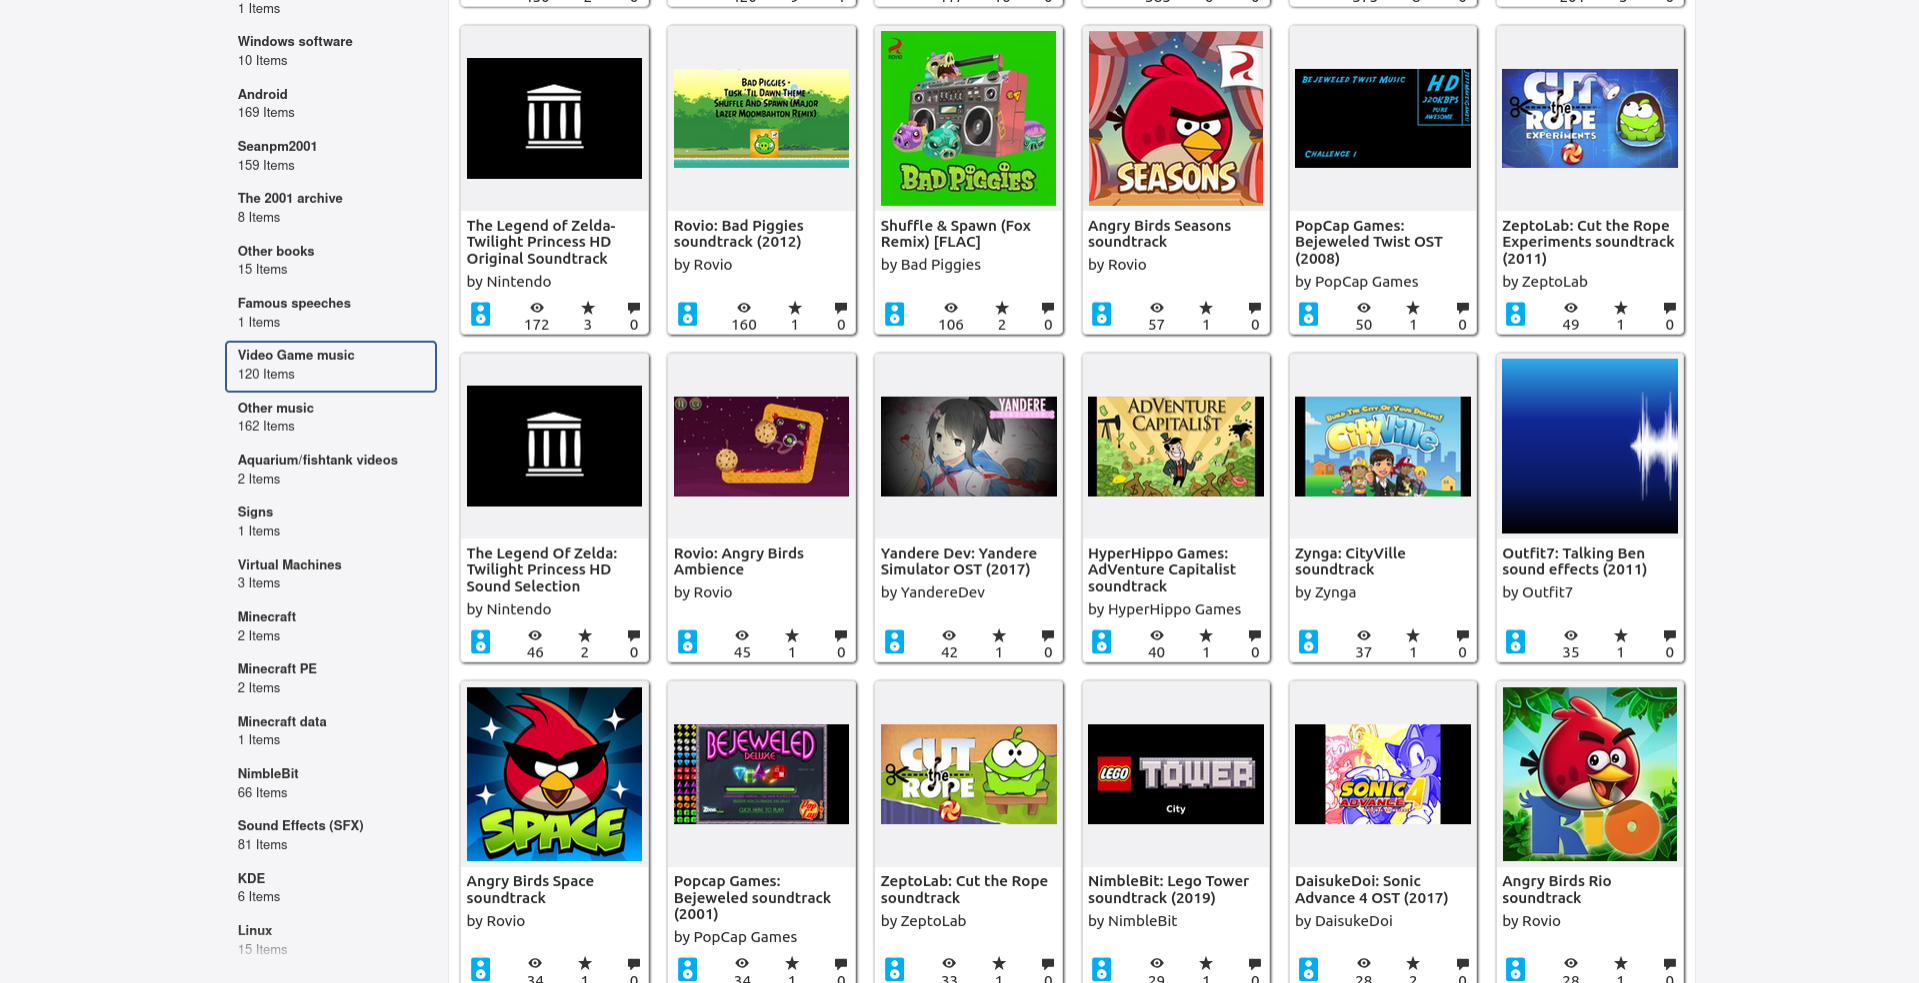 1 Items
Windows software
10 Items
Android
169 Items
Seanpm2001
159 Items
The 2001 archive
8 Items
Other books
15 Items
Famous speeches
1 Items
Video Game music
120 Items
Other music
162 Items
Aquarium/fishtank videos
2 Items
Signs
1 Items
Virtual Machines
3 Items
Minecraft
2 Items
Minecraft PE
2 Items
Minecraft data
1 Items
NimbleBit
66 Items
Sound Effects (SFX)
81 Items
KDE
6 Items
Linux
15 Items
The Legend of Zelda-
Twilight Princess HD
Original Soundtrack
by Nintendo
172 3 0
BAD PIGGIES -
TUSK 'TIL DAWN THEME -
SHUFFLE AND SPAWN (MAJOR
LAZER MOOMBAHTON REMIX)
Rovio: Bad Piggies
soundtrack (2012)
by Rovio
160 1 0
ROVIO
BAD PIGGIES
Shuffle & Spawn (Fox
Remix) [FLAC]
by Bad Piggies
106 2 0
SEASONS
Angry Birds Seasons
soundtrack
by Rovio
57 1 0
BEJEWELED TWIST MUSIC
HD
320KBPS
PURE
AWESOME
CHALLENGE 1
PopCap Games:
Bejeweled Twist OST
(2008)
by PopCap Games
50 1 0
CUT
the
ROPE
EXPERIMENTS
ZeptoLab: Cut the Rope
Experiments soundtrack
(2011)
by ZeptoLab
49 1 0
The Legend Of Zelda:
Twilight Princess HD
Sound Selection
by Nintendo
46 2 0
Rovio: Angry Birds
Ambience
by Rovio
45 1 0
YANDERE
Yandere Dev: Yandere
Simulator OST (2017)
by YandereDev
42 1 0
ADVENTURE
CAPITALI$T
HyperHippo Games:
AdVenture Capitalist
soundtrack
by HyperHippo Games
40 1 0
BUILD THE CITY OF YOUR DREAMS!
CityVille
Zynga: CityVille
soundtrack
by Zynga
37 1 0
Outfit7: Talking Ben
sound effects (2011)
by Outfit7
35 1 0
SPACE
Angry Birds Space
soundtrack
by Rovio
34 1 0
BEJEWELED
DELUXE
CLICK HERE TO PLAY!
Popcap Games:
Bejeweled soundtrack
(2001)
by PopCap Games
34 1 0
CUT
the
ROPE
ZeptoLab: Cut the Rope
soundtrack
by ZeptoLab
33 1 0
LEGO TOWER
City
NimbleBit: Lego Tower
soundtrack (2019)
by NimbleBit
29 1 0
SONIC
ADVANCE 4
DaisukeDoi: Sonic
Advance 4 OST (2017)
by DaisukeDoi
28 2 0
RIO
Angry Birds Rio
soundtrack
by Rovio
28 1 0